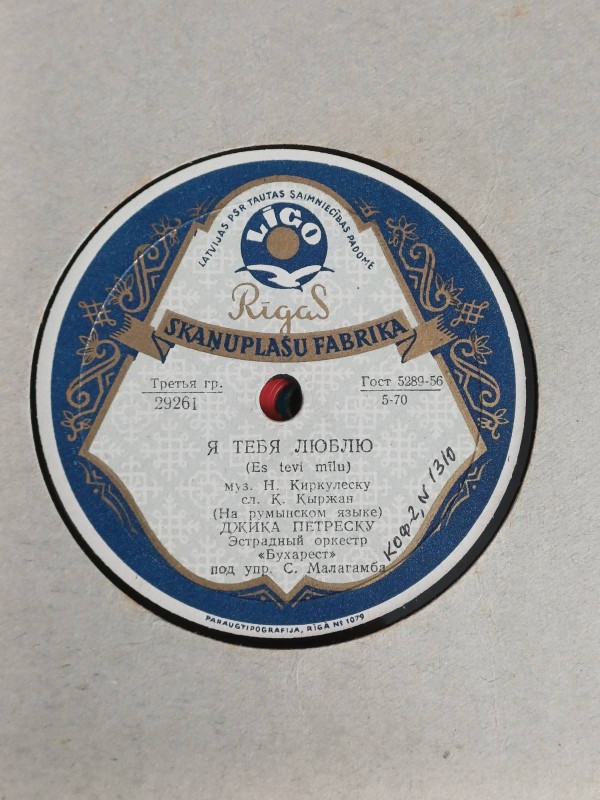 LATVIJAS PSR TAUTAS SAIMNIECĪBAS PADOME
LĪGO
Rīgas
SKAŅUPLAŠU FABRIKA
Третья гр.
29261
Гост 5289-56
5-70
Я ТЕБЯ ЛЮБЛЮ
(Es tevi mīlu)
муз. Н. Киркулеску
сл. К. Кыржан
(На румынском языке)
ДЖИКА ПЕТРЕСКУ
Эстрадный оркестр
«Бухарест»
под упр. С. Малагамба
КОФ-2, N 1310
PARAUGTIPOGRAFIJA, RĪGĀ № 1079